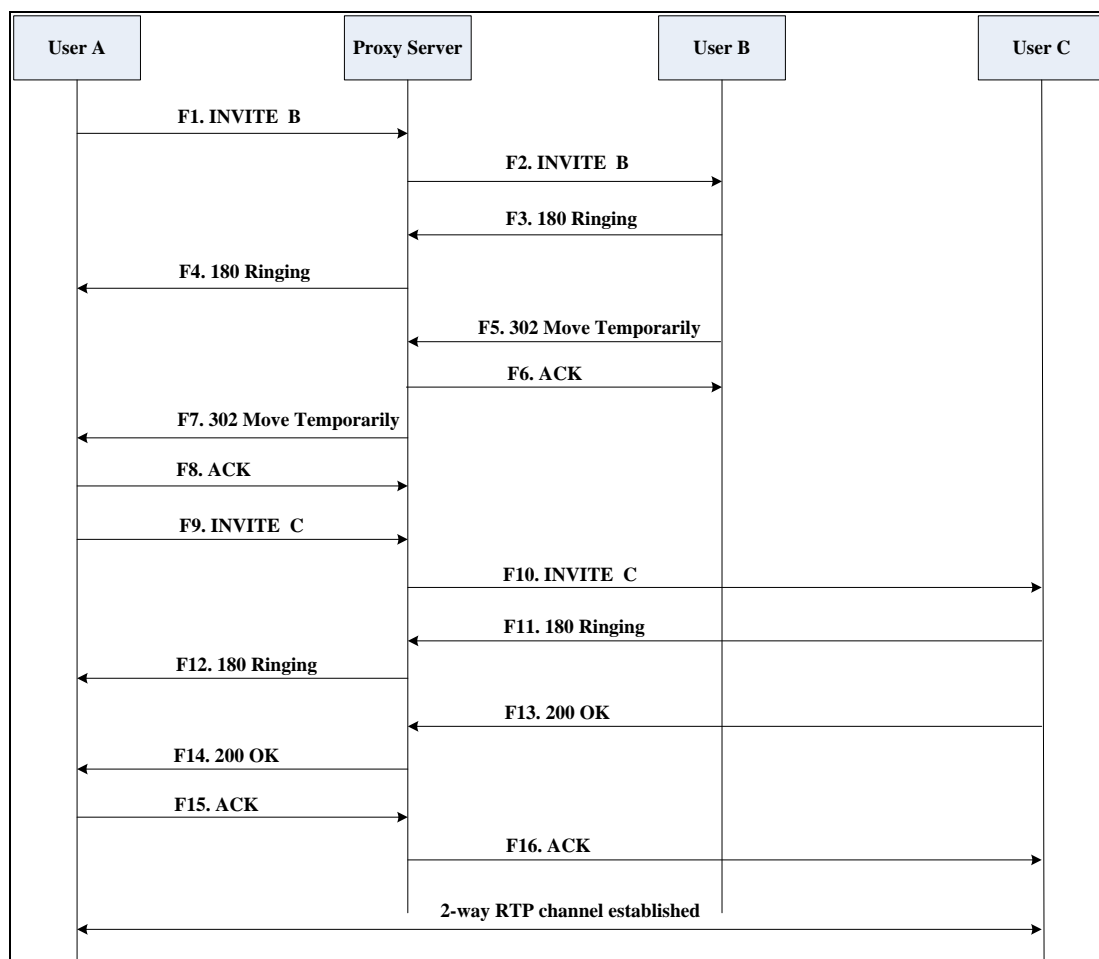 User A
Proxy Server
User B
User C
F1. INVITE B
F2. INVITE B
F3. 180 Ringing
F4. 180 Ringing
F5. 302 Move Temporarily
F6. ACK
F7. 302 Move Temporarily
F8. ACK
F9. INVITE C
F10. INVITE C
F11. 180 Ringing
F12. 180 Ringing
F13. 200 OK
F14. 200 OK
F15. ACK
F16. ACK
2-way RTP channel established